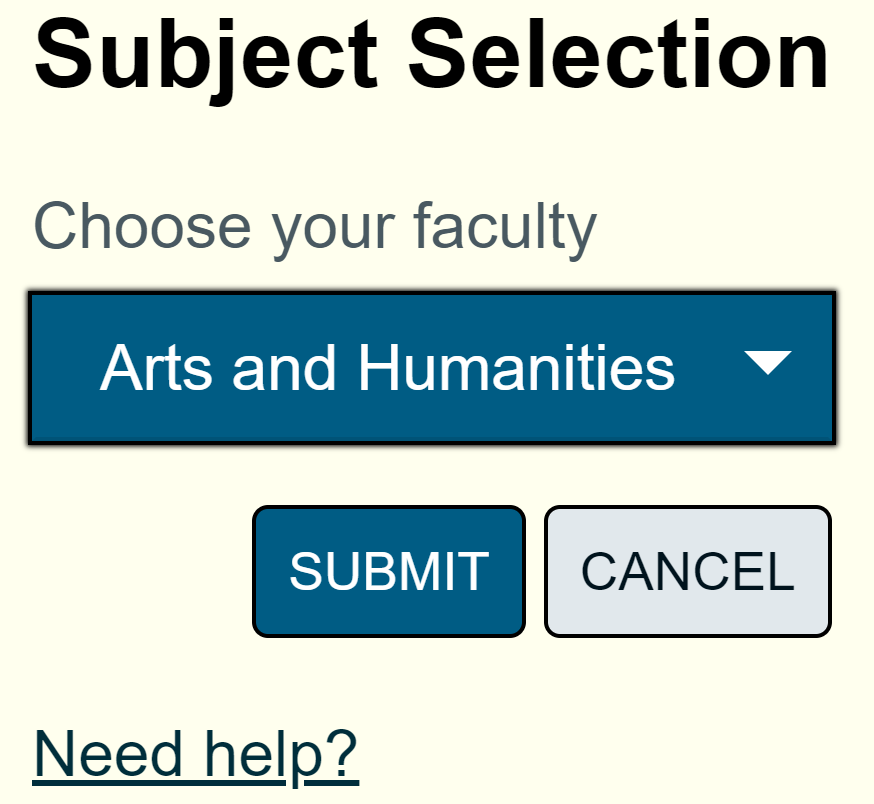 Subject Selection
Choose your faculty
Arts and Humanities
SUBMIT CANCEL
Need help?